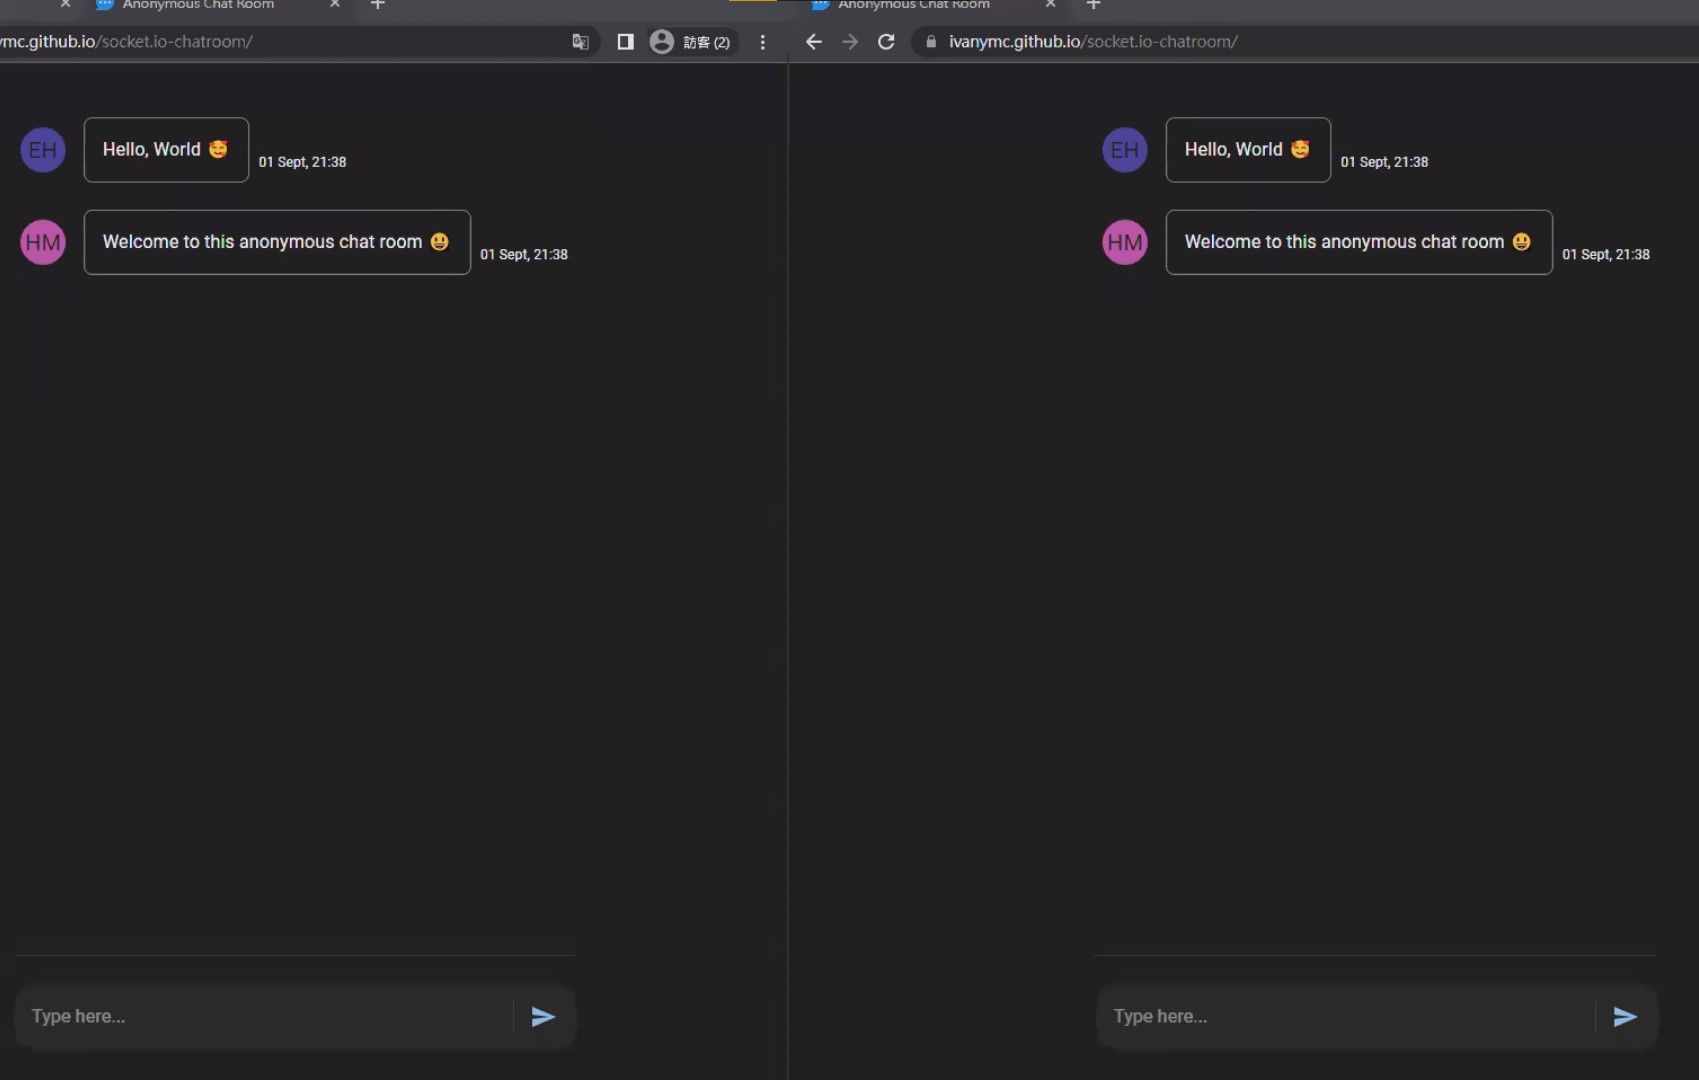 Anonymous Chat Room
Anonymous Chat Room
ymc.github.io/socket.io-chatroom/
訪客 (2)
ivanymc.github.io/socket.io-chatroom/
EH
Hello, World 🥰
01 Sept, 21:38
HM
Welcome to this anonymous chat room 😃
01 Sept, 21:38
Type here...
EH
Hello, World 🥰
01 Sept, 21:38
HM
Welcome to this anonymous chat room 😃
01 Sept, 21:38
Type here...